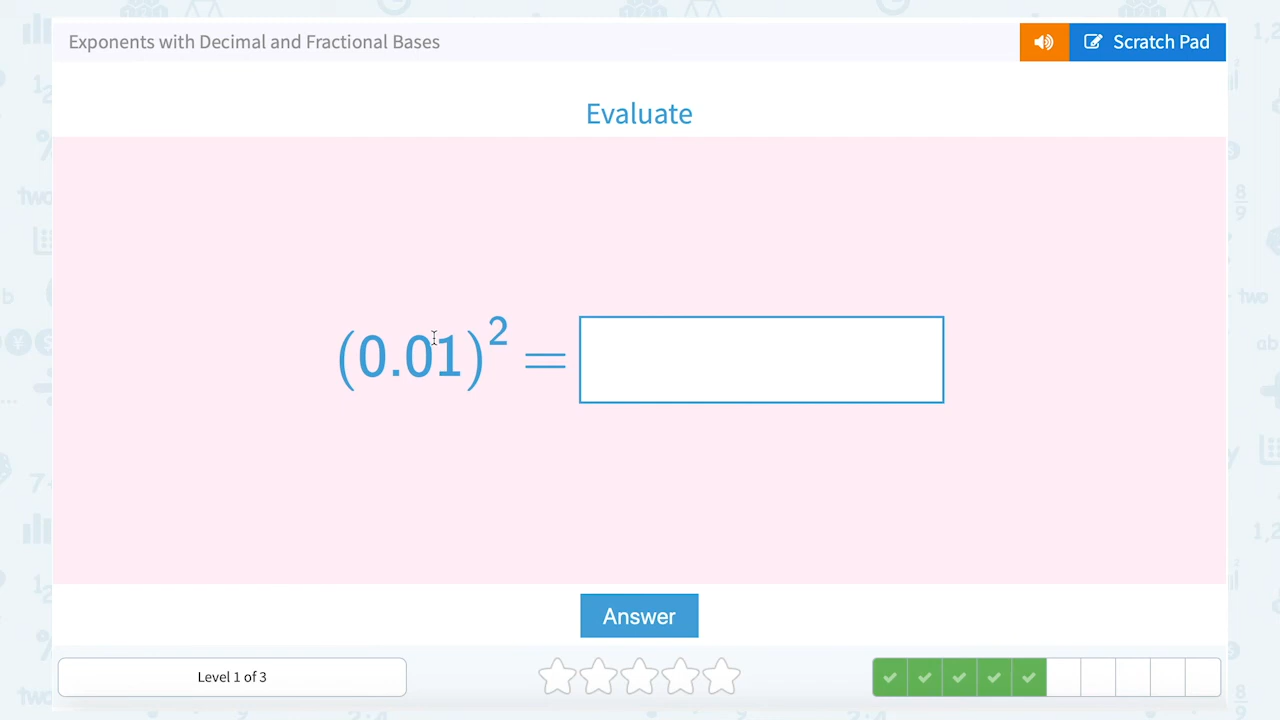 Exponents with Decimal and Fractional Bases
Scratch Pad
Evaluate
(0.01)² =
Answer
Level 1 of 3